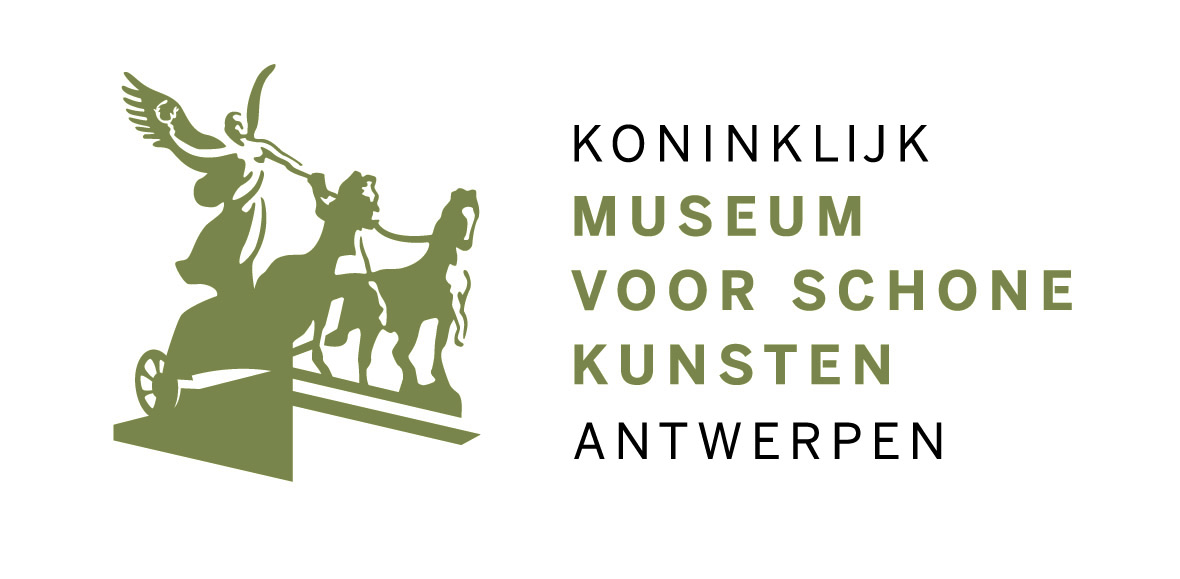 KONINKLIJK
MUSEUM
VOOR SCHONE
KUNSTEN
ANTWERPEN